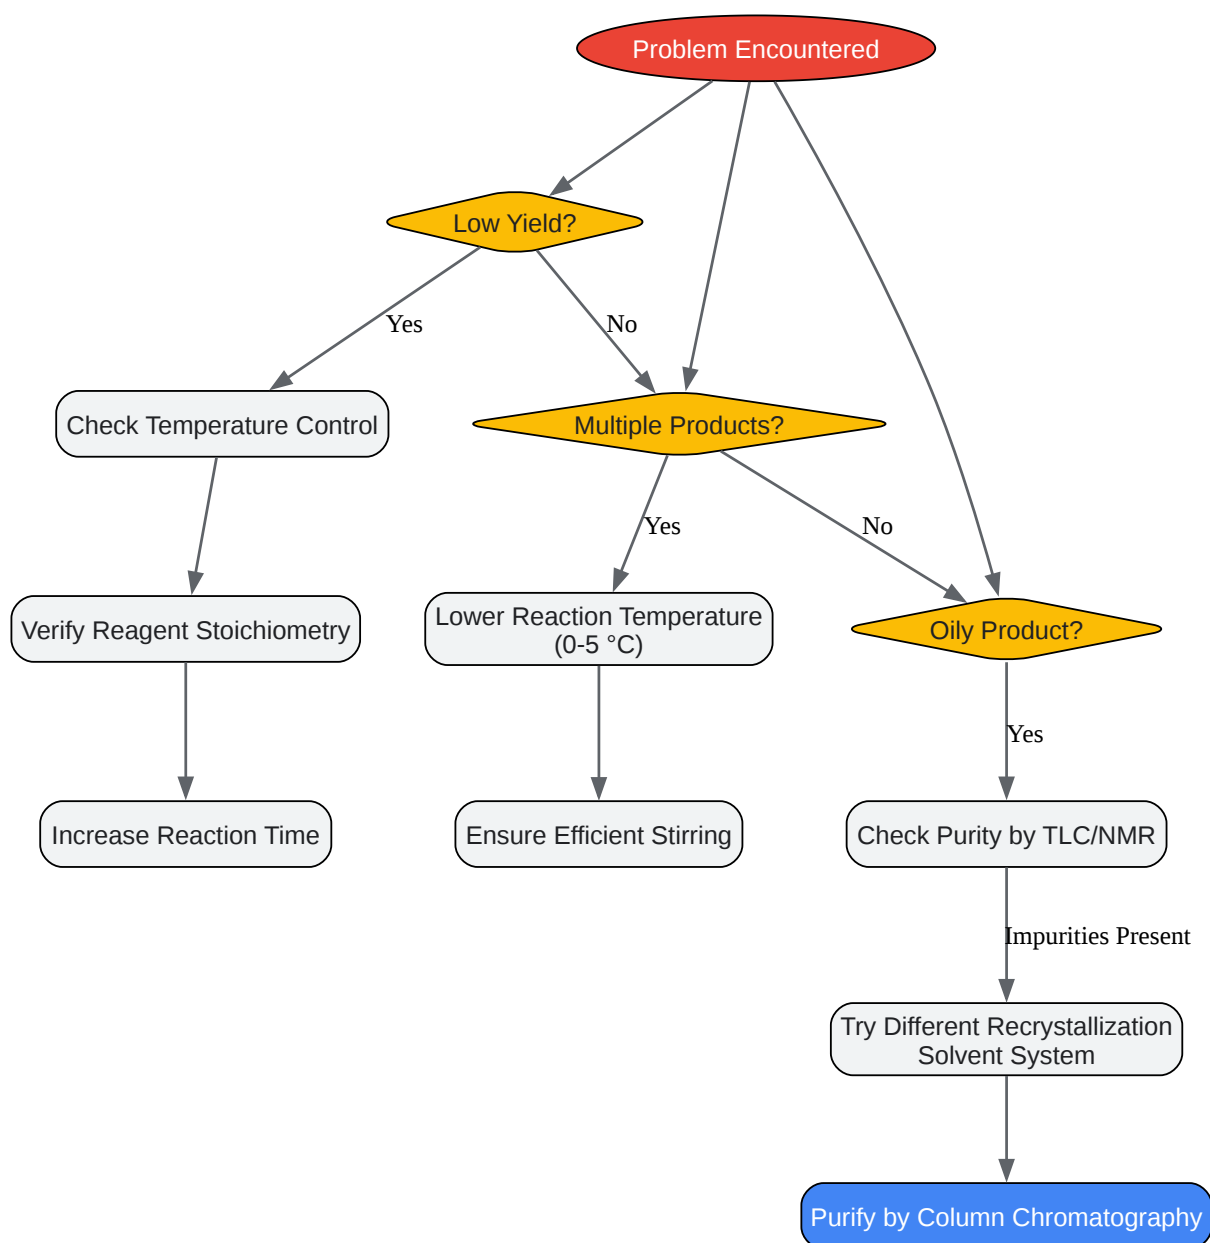 Problem Encountered
Low Yield?
Yes
No
Check Temperature Control
Multiple Products?
Yes
No
Verify Reagent Stoichiometry
Lower Reaction Temperature
(0-5 °C)
Oily Product?
Yes
Increase Reaction Time
Ensure Efficient Stirring
Check Purity by TLC/NMR
Impurities Present
Try Different Recrystallization
Solvent System
Purify by Column Chromatography